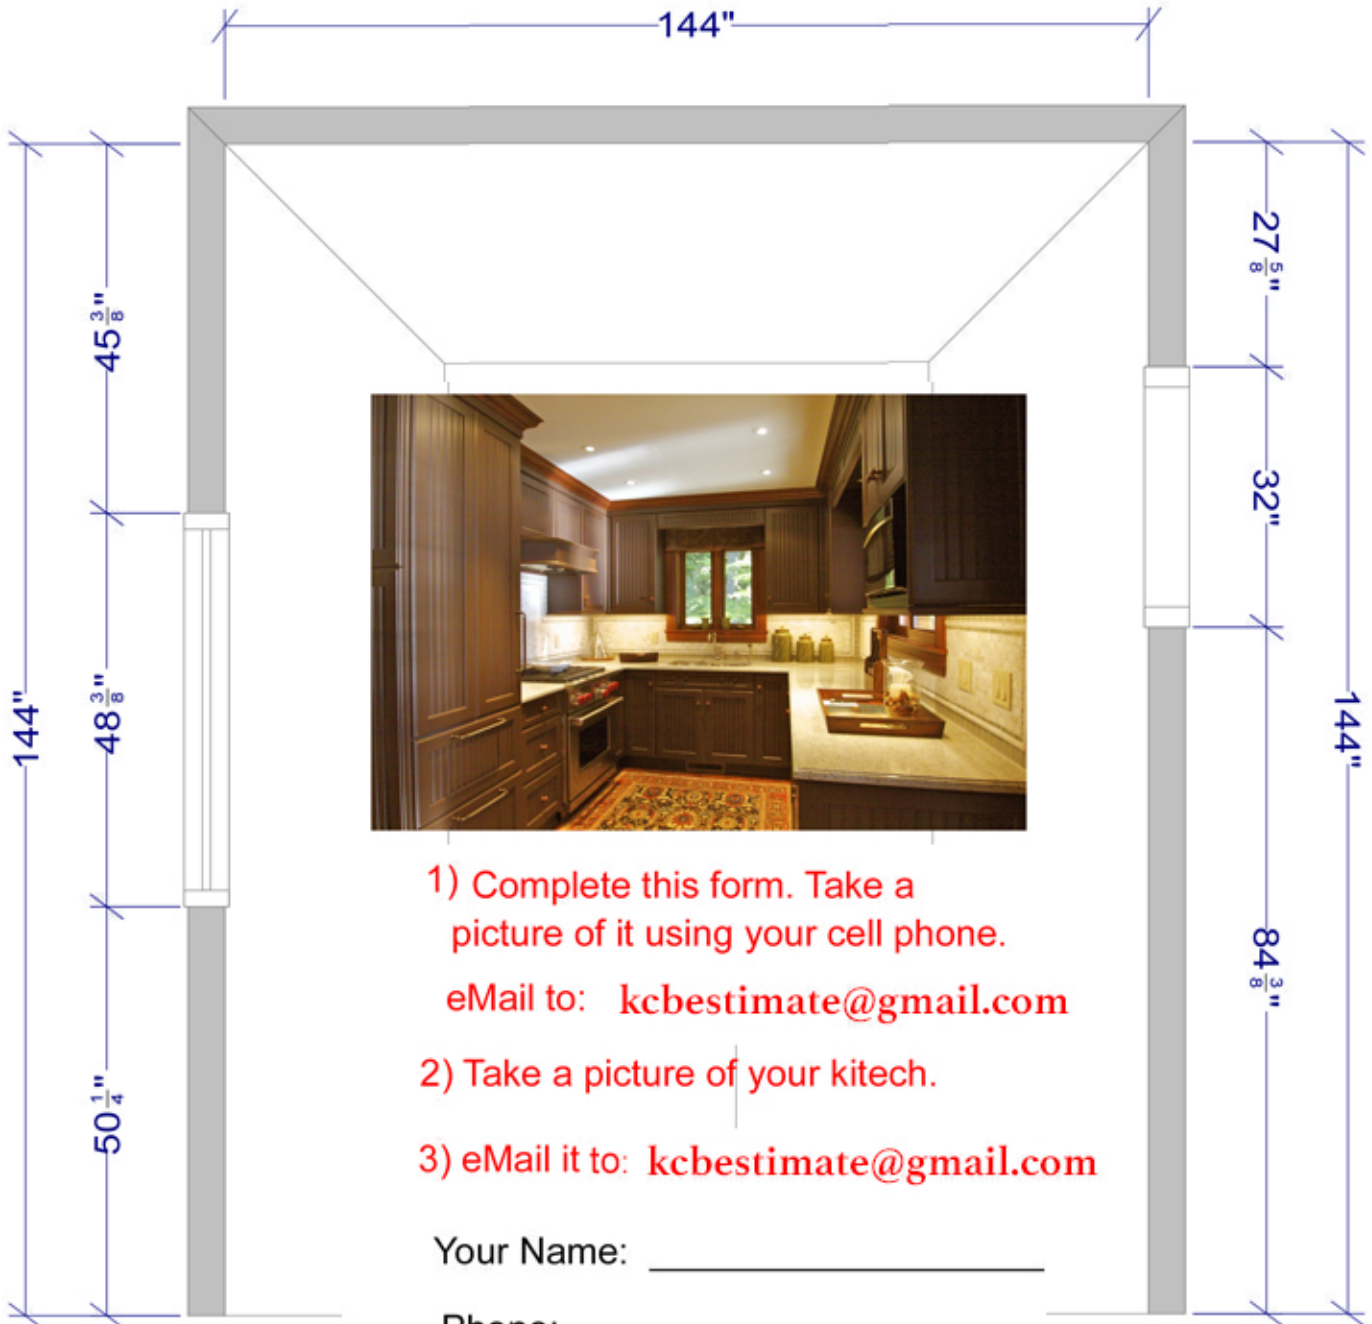 144"
27 5/8"
45 3/8"
32"
48 3/8"
144"
144"
1) Complete this form. Take a
picture of it using your cell phone.
84 3/8"
eMail to: kcbestimate@gmail.com
2) Take a picture of your kitech.
50 1/4"
3) eMail it to: kcbestimate@gmail.com
Your Name:
Phone: